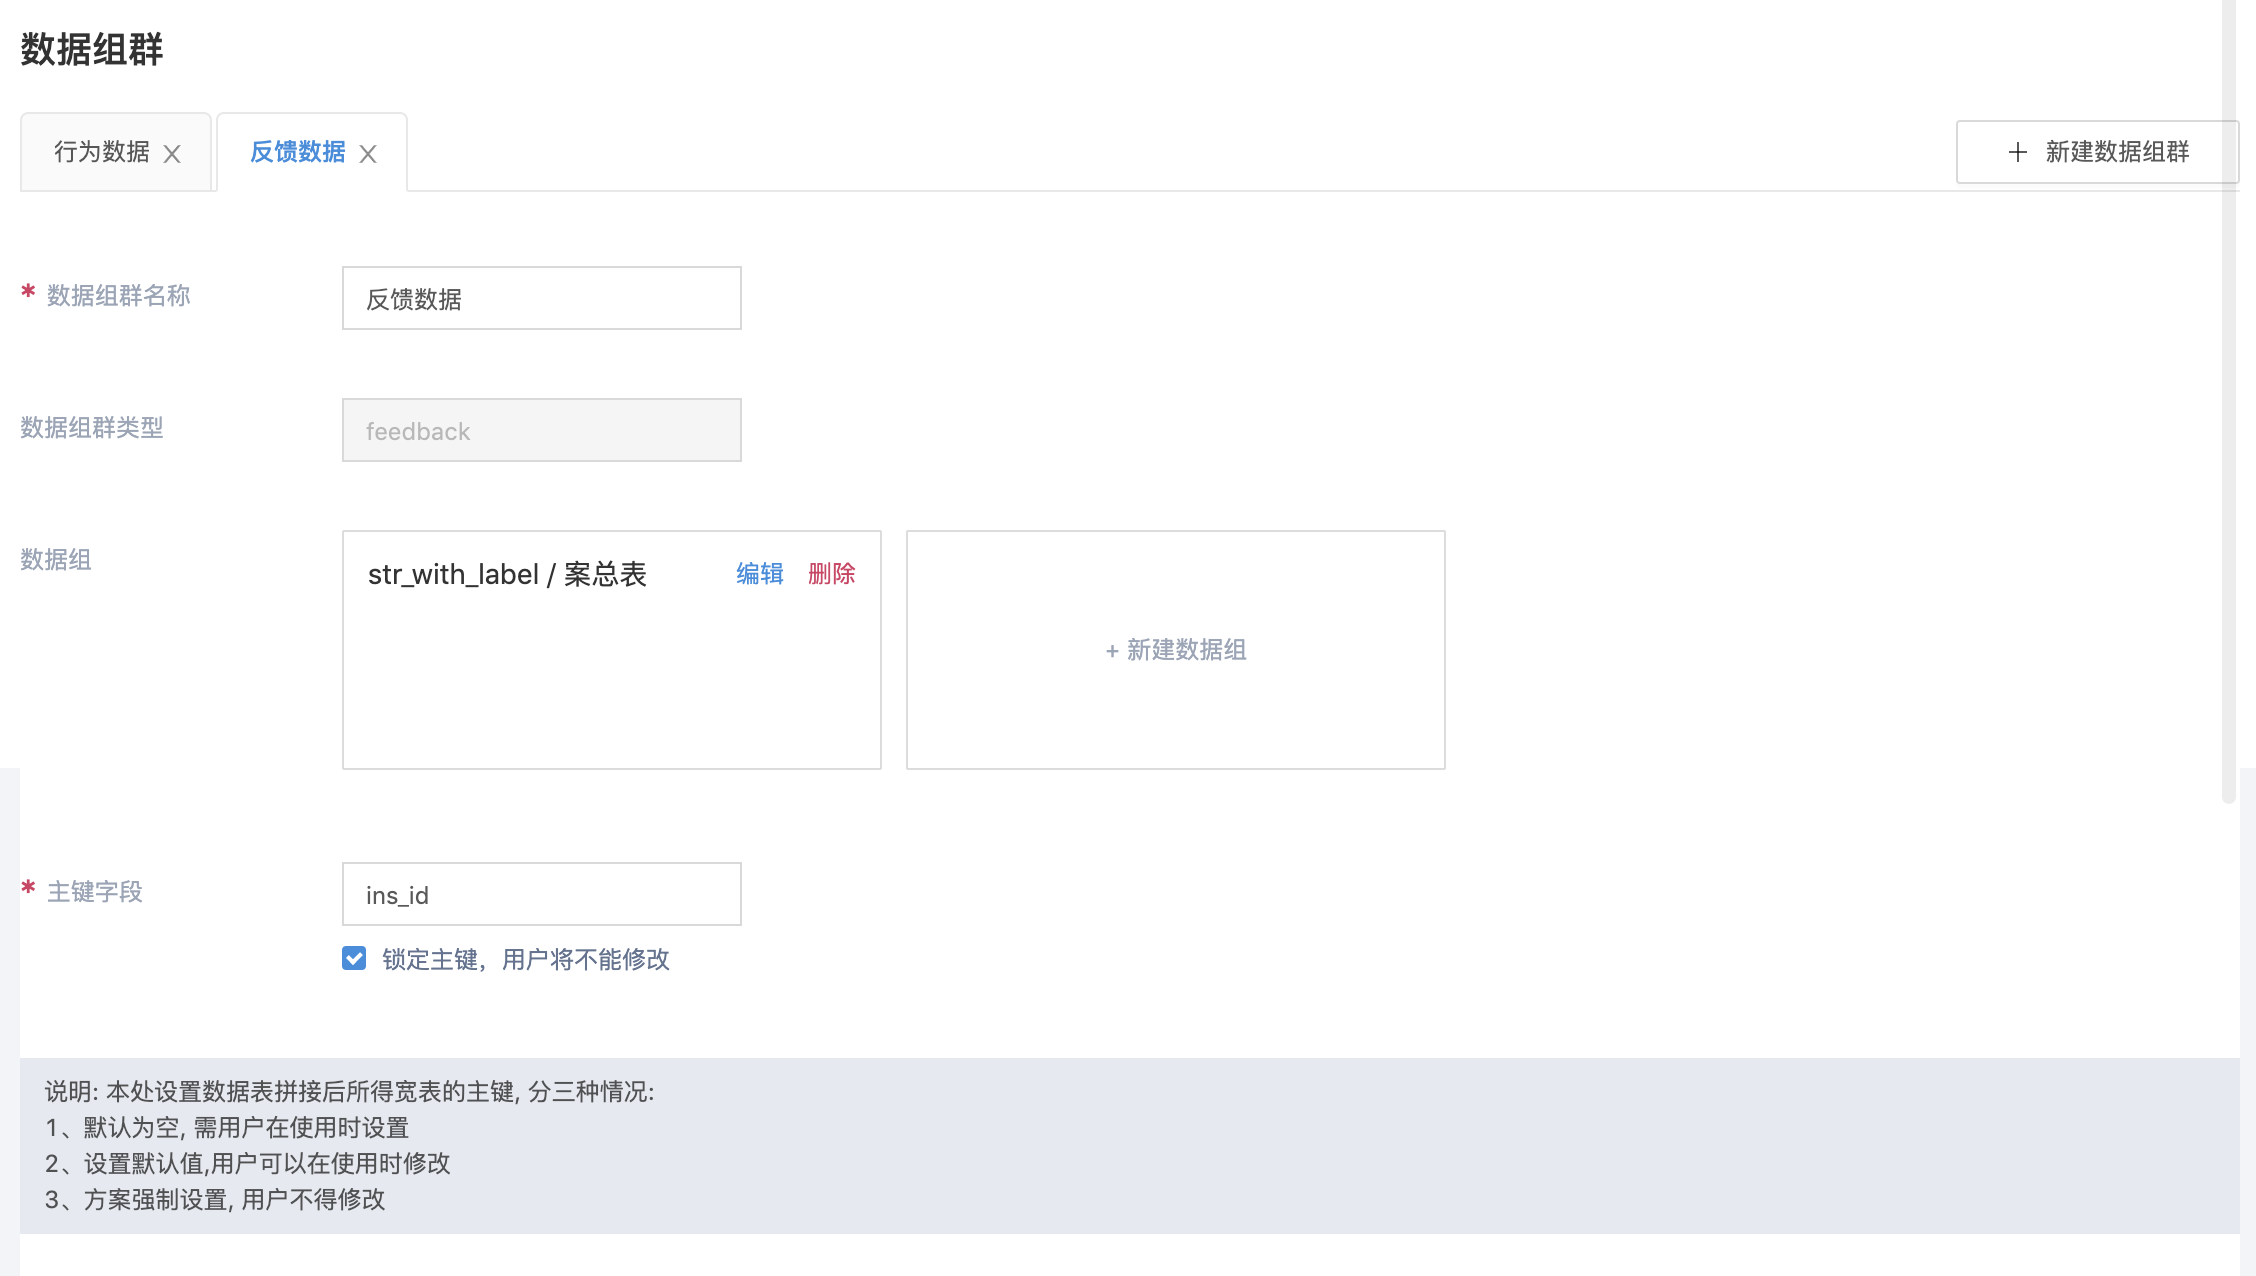 数据组群
行为数据 X
反馈数据 X
+ 新建数据组群
* 数据组群名称
反馈数据
数据组群类型
feedback
数据组
str_with_label / 案总表 编辑 删除
+ 新建数据组
* 主键字段
ins_id
锁定主键，用户将不能修改
说明: 本处设置数据表拼接后所得宽表的主键, 分三种情况:
1、默认为空, 需用户在使用时设置
2、设置默认值,用户可以在使用时修改
3、方案强制设置, 用户不得修改